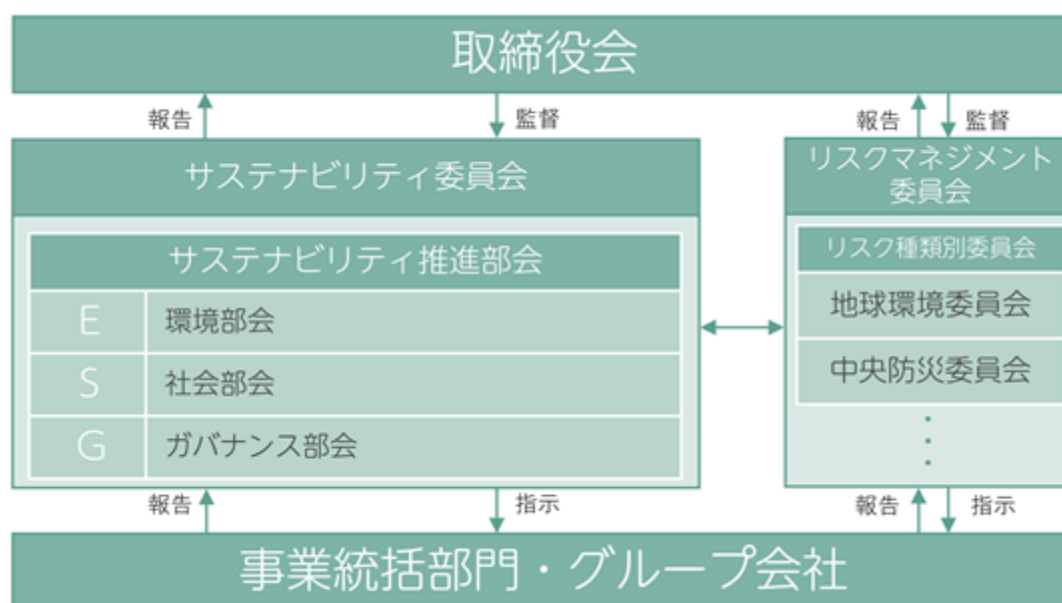 取締役会
報告
監督
報告
監督
サステナビリティ委員会
リスクマネジメント
委員会
サステナビリティ推進部会
E
環境部会
S
社会部会
G
ガバナンス部会
リスク種類別委員会
地球環境委員会
中央防災委員会
報告
指示
報告
指示
事業統括部門・グループ会社